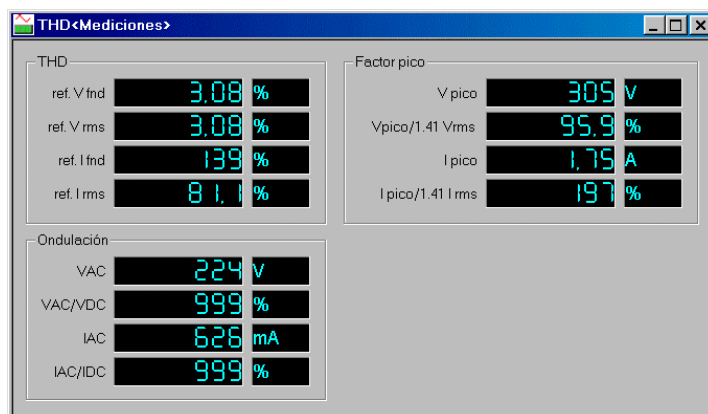 THD<Mediciones>
THD
ref. V fnd 3,08 %
ref. V rms 3,08 %
ref. I fnd 139 %
ref. I rms 81,1 %
Factor pico
V pico 305 V
Vpico/1.41 Vrms 95,9 %
I pico 1,75 A
I pico/1.41 I rms 197 %
Ondulación
VAC 224 V
VAC/VDC 999 %
IAC 626 mA
IAC/IDC 999 %